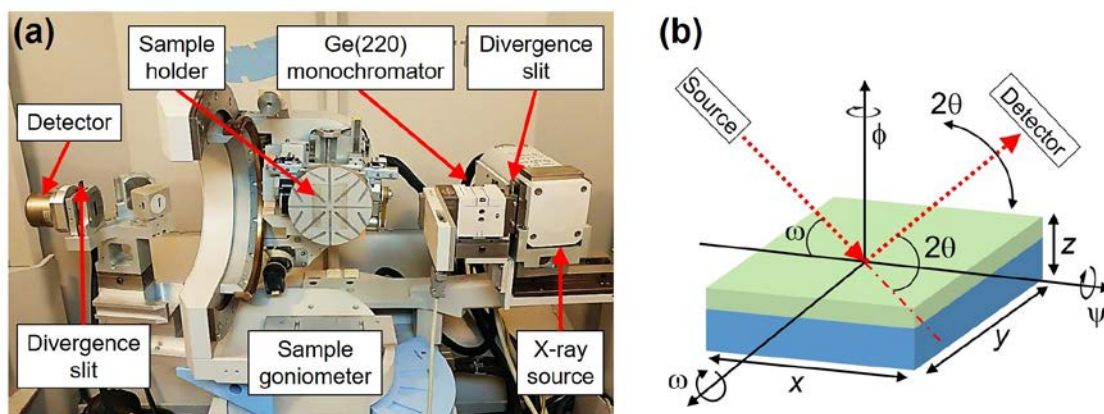 (a)
Sample
holder
Ge(220)
monochromator
Divergence
slit
Detector
Divergence
slit
Sample
goniometer
X-ray
source
(b)
Source
Detector
2θ
ϕ
ω
2θ
z
ψ
y
x
ω